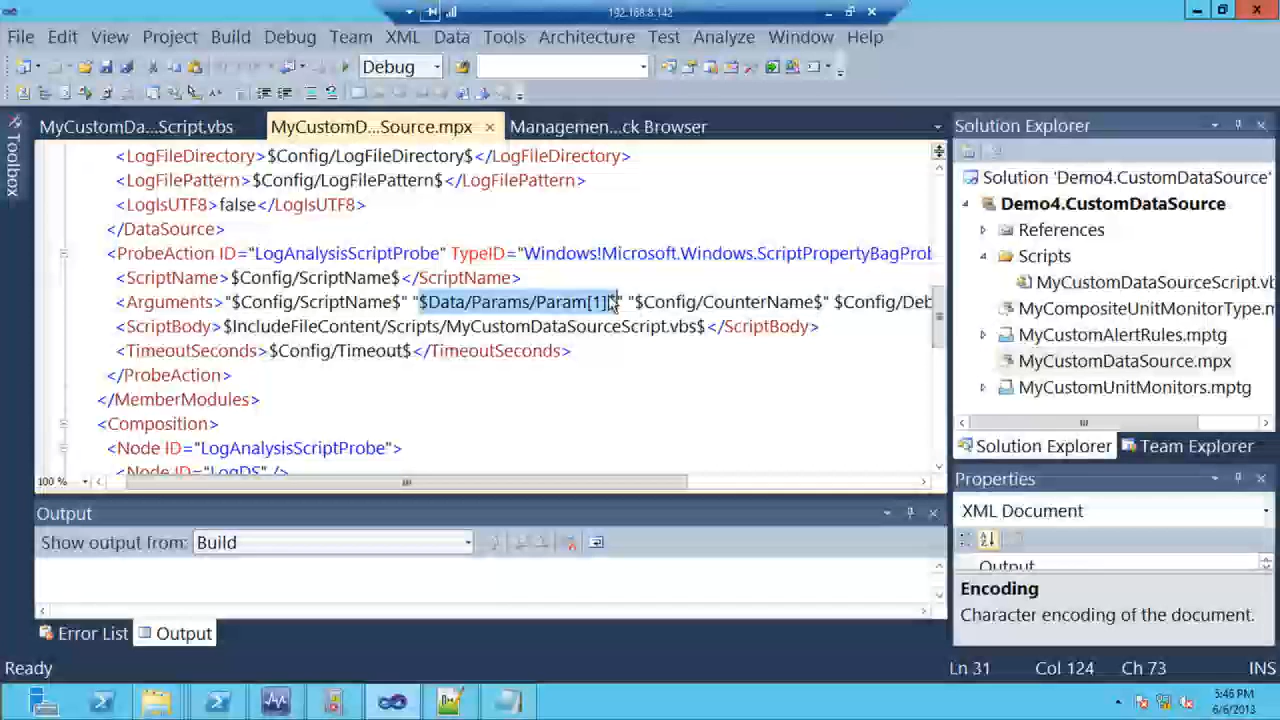 192.168.8.142
File Edit View Project Build Debug Team XML Data Tools Architecture Test Analyze Window Help
Debug
MyCustomDa...Script.vbs MyCustomD...Source.mpx Managemen...ck Browser
Toolbox
<LogFileDirectory>$Config/LogFileDirectory$</LogFileDirectory>
<LogFilePattern>$Config/LogFilePattern$</LogFilePattern>
<LogIsUTF8>false</LogIsUTF8>
</DataSource>
<ProbeAction ID="LogAnalysisScriptProbe" TypeID="Windows!Microsoft.Windows.ScriptPropertyBagProb
<ScriptName>$Config/ScriptName$</ScriptName>
<Arguments>"$Config/ScriptName$" "$Data/Params/Param[1]$" "$Config/CounterName$" $Config/Deb
<ScriptBody>$IncludeFileContent/Scripts/MyCustomDataSourceScript.vbs$</ScriptBody>
<TimeoutSeconds>$Config/Timeout$</TimeoutSeconds>
</ProbeAction>
</MemberModules>
<Composition>
<Node ID="LogAnalysisScriptProbe">
<Node ID="LogDS" />
100 %
Output
Show output from: Build
Error List Output
Solution Explorer
Solution 'Demo4.CustomDataSource'
Demo4.CustomDataSource
References
Scripts
MyCustomDataSourceScript.vb
MyCompositeUnitMonitorType.m
MyCustomAlertRules.mptg
MyCustomDataSource.mpx
MyCustomUnitMonitors.mptg
Solution Explorer Team Explorer
Properties
XML Document
Output
Encoding
Character encoding of the document.
Ready Ln 31 Col 124 Ch 73 INS
5:46 PM
6/6/2013